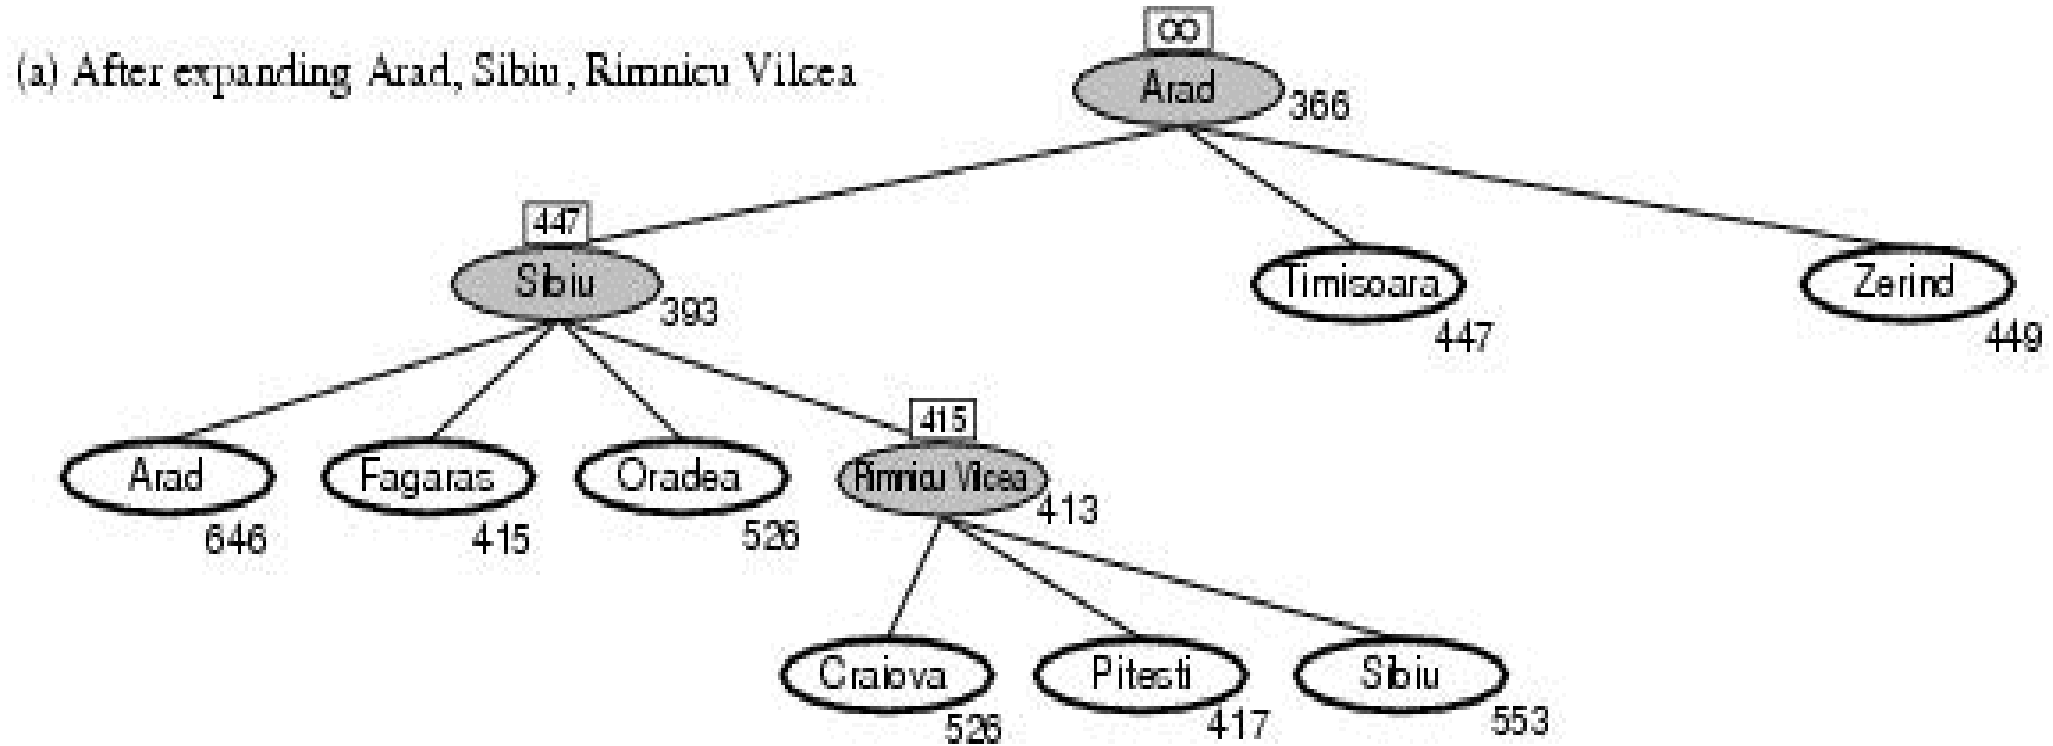 ∞
(a) After expanding Arad, Sibiu, Rimnicu Vilcea
Arad
366
447
Sibiu
393
Timisoara
447
Zerind
449
Arad
646
Fagaras
415
Oradea
526
415
Rimnicu Vilcea
413
Craiova
526
Pitesti
417
Sibiu
553